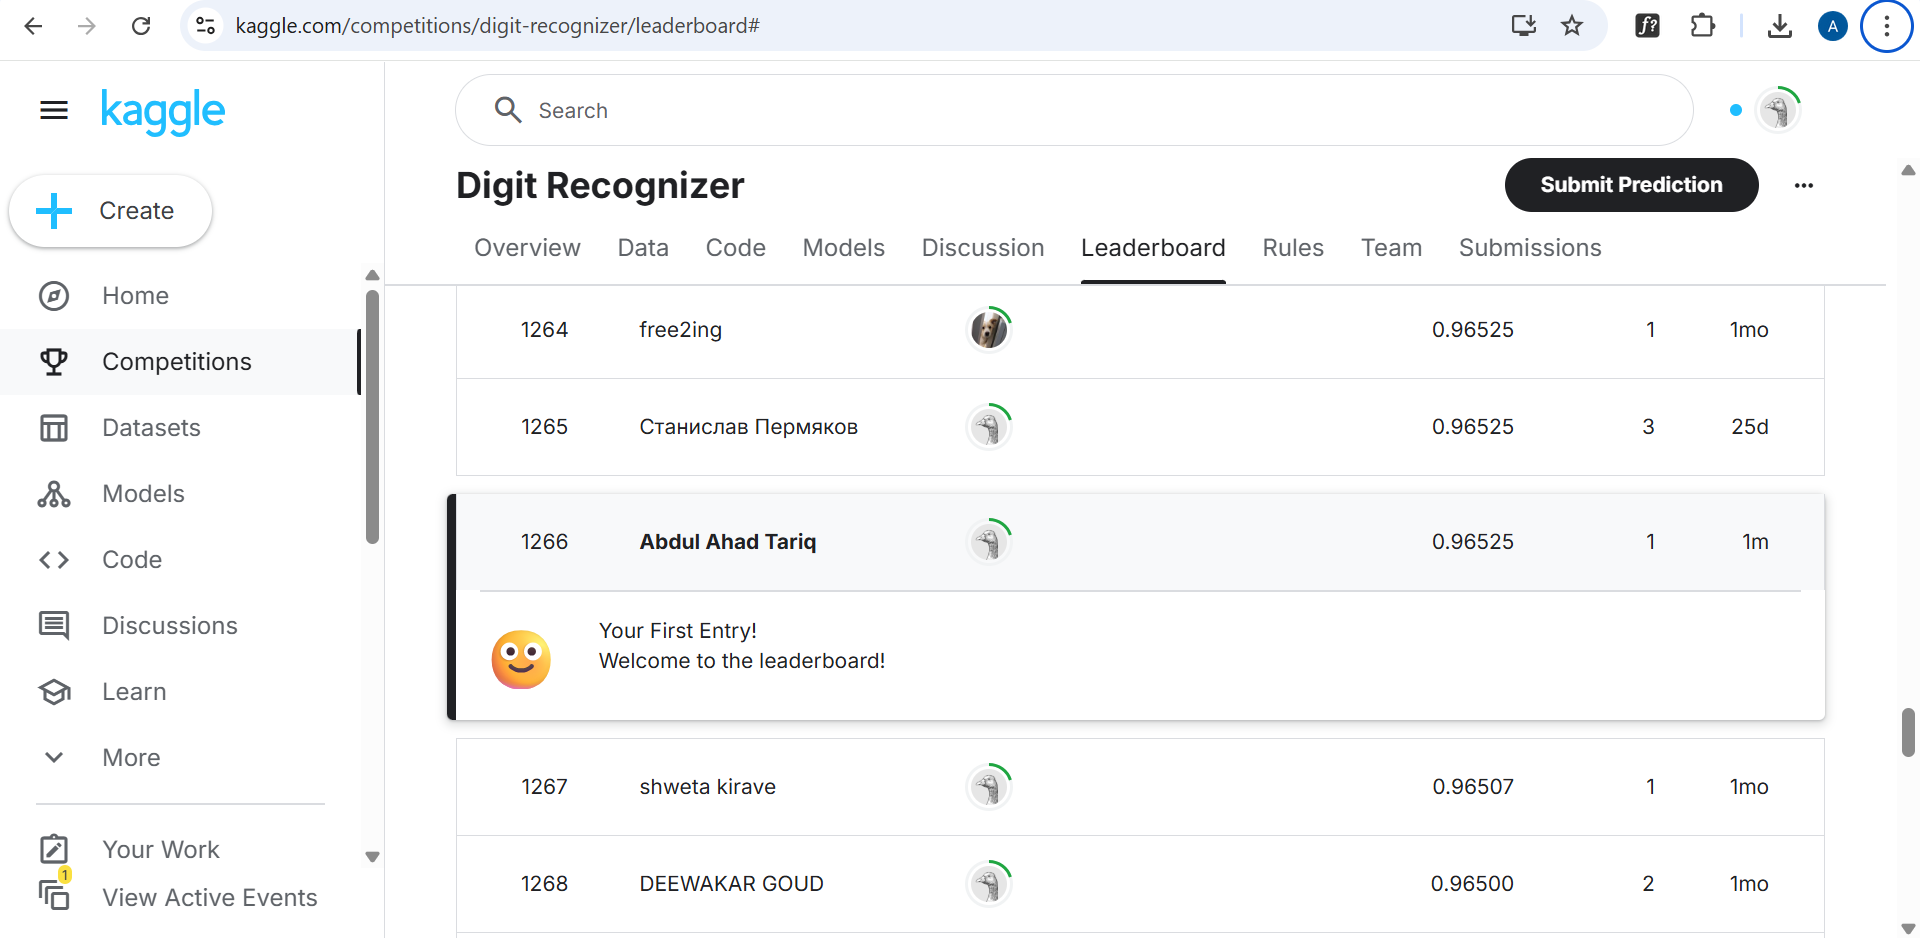 kaggle.com/competitions/digit-recognizer/leaderboard#
f?
A
kaggle
Search
Create
Home
Competitions
Datasets
Models
Code
Discussions
Learn
More
Your Work
1
View Active Events
Digit Recognizer
Submit Prediction
Overview Data Code Models Discussion Leaderboard Rules Team Submissions
1264 free2ing 0.96525 1 1mo
1265 Станислав Пермяков 0.96525 3 25d
1266 Abdul Ahad Tariq 0.96525 1 1m
Your First Entry!
Welcome to the leaderboard!
1267 shweta kirave 0.96507 1 1mo
1268 DEEWAKAR GOUD 0.96500 2 1mo